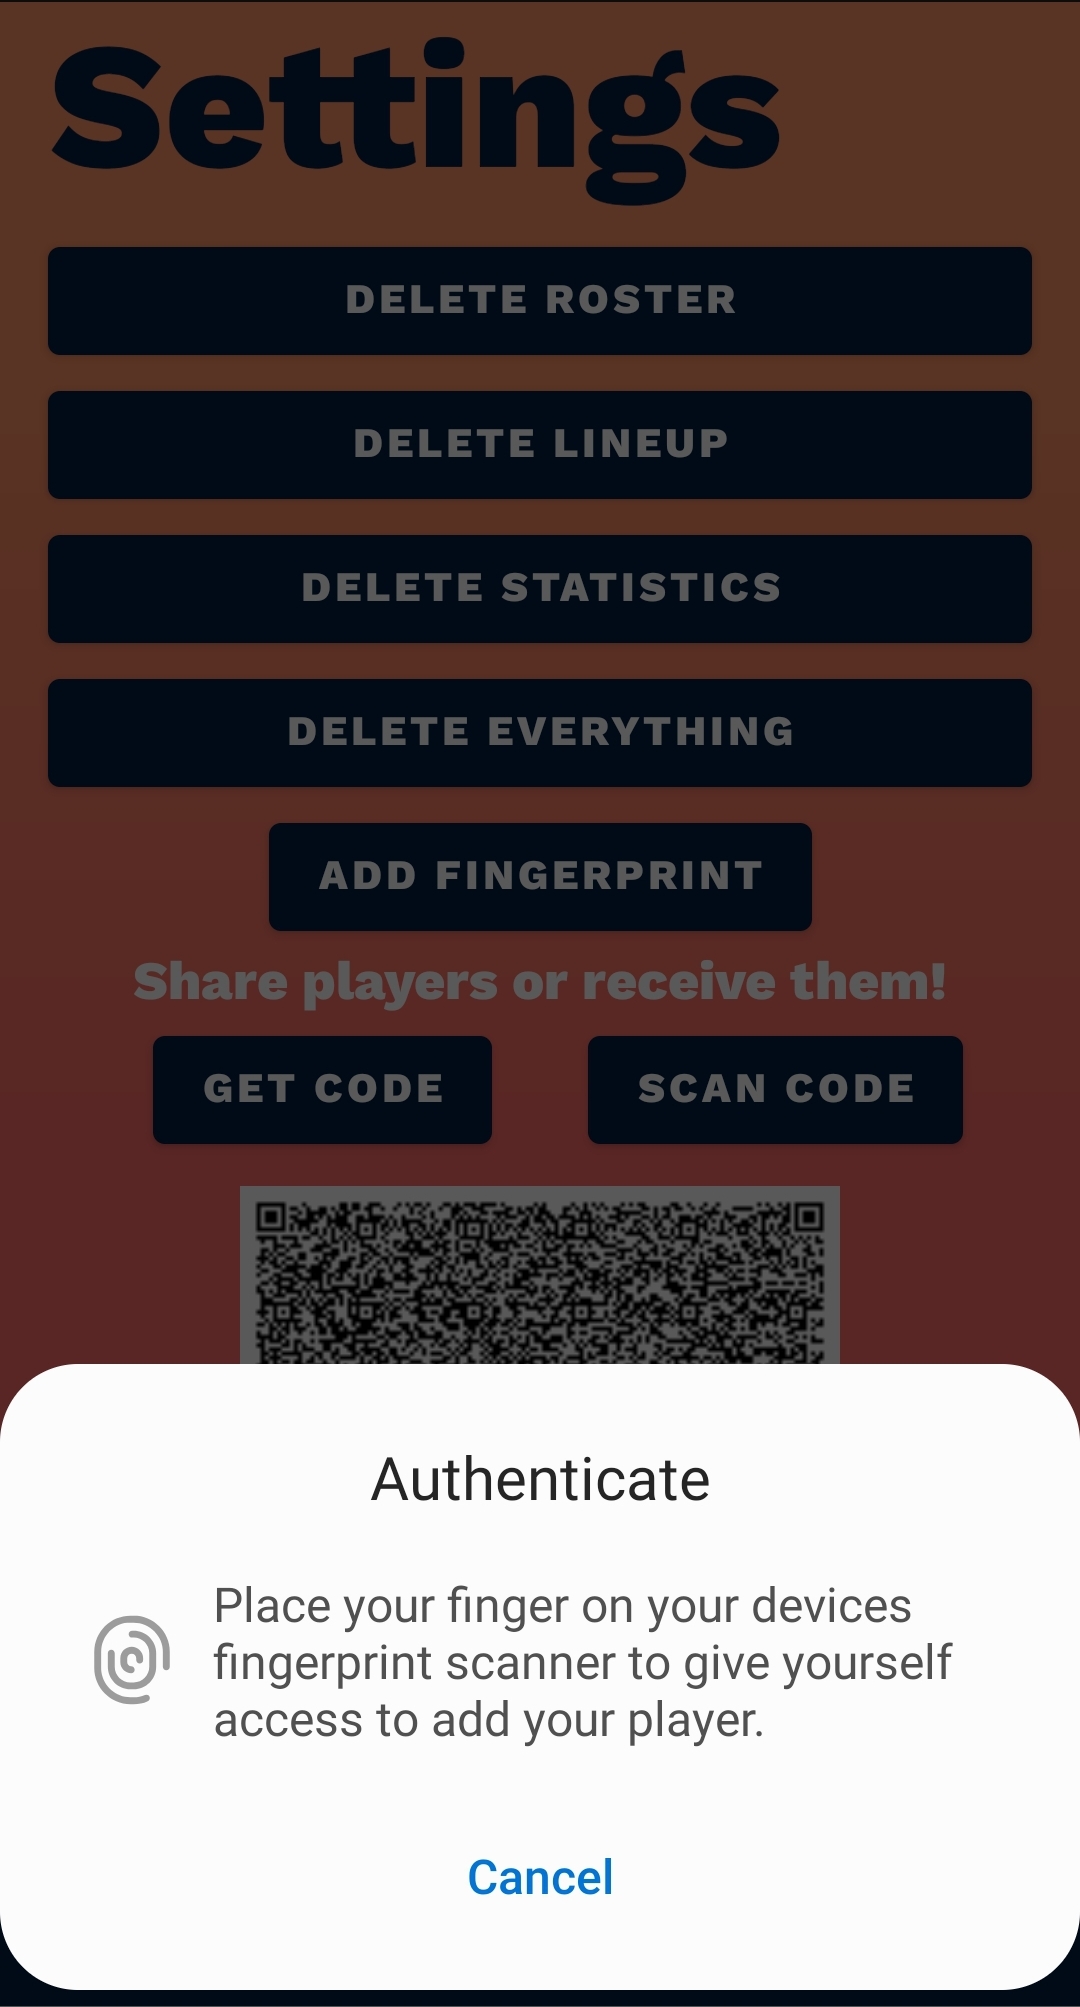 Settings
DELETE ROSTER
DELETE LINEUP
DELETE STATISTICS
DELETE EVERYTHING
ADD FINGERPRINT
Share players or receive them!
GET CODE
SCAN CODE
Authenticate
Place your finger on your devices
fingerprint scanner to give yourself
access to add your player.
Cancel